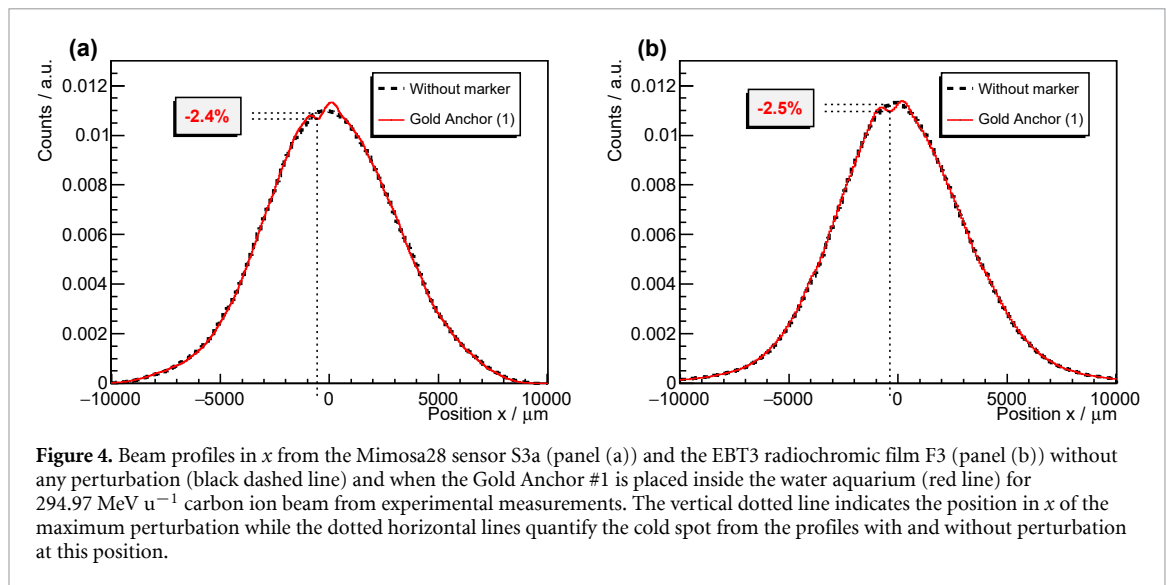 (a)
Counts / a.u.
0.012
0.01
0.008
0.006
0.004
0.002
0
-2.4%
Without marker
Gold Anchor (1)
−10000 −5000 0 5000 10000
Position x / μm
(b)
Counts / a.u.
0.012
0.01
0.008
0.006
0.004
0.002
0
-2.5%
Without marker
Gold Anchor (1)
−10000 −5000 0 5000 10000
Position x / μm
Figure 4. Beam profiles in x from the Mimosa28 sensor S3a (panel (a)) and the EBT3 radiochromic film F3 (panel (b)) without
any perturbation (black dashed line) and when the Gold Anchor #1 is placed inside the water aquarium (red line) for
294.97 MeV u⁻¹ carbon ion beam from experimental measurements. The vertical dotted line indicates the position in x of the
maximum perturbation while the dotted horizontal lines quantify the cold spot from the profiles with and without perturbation
at this position.